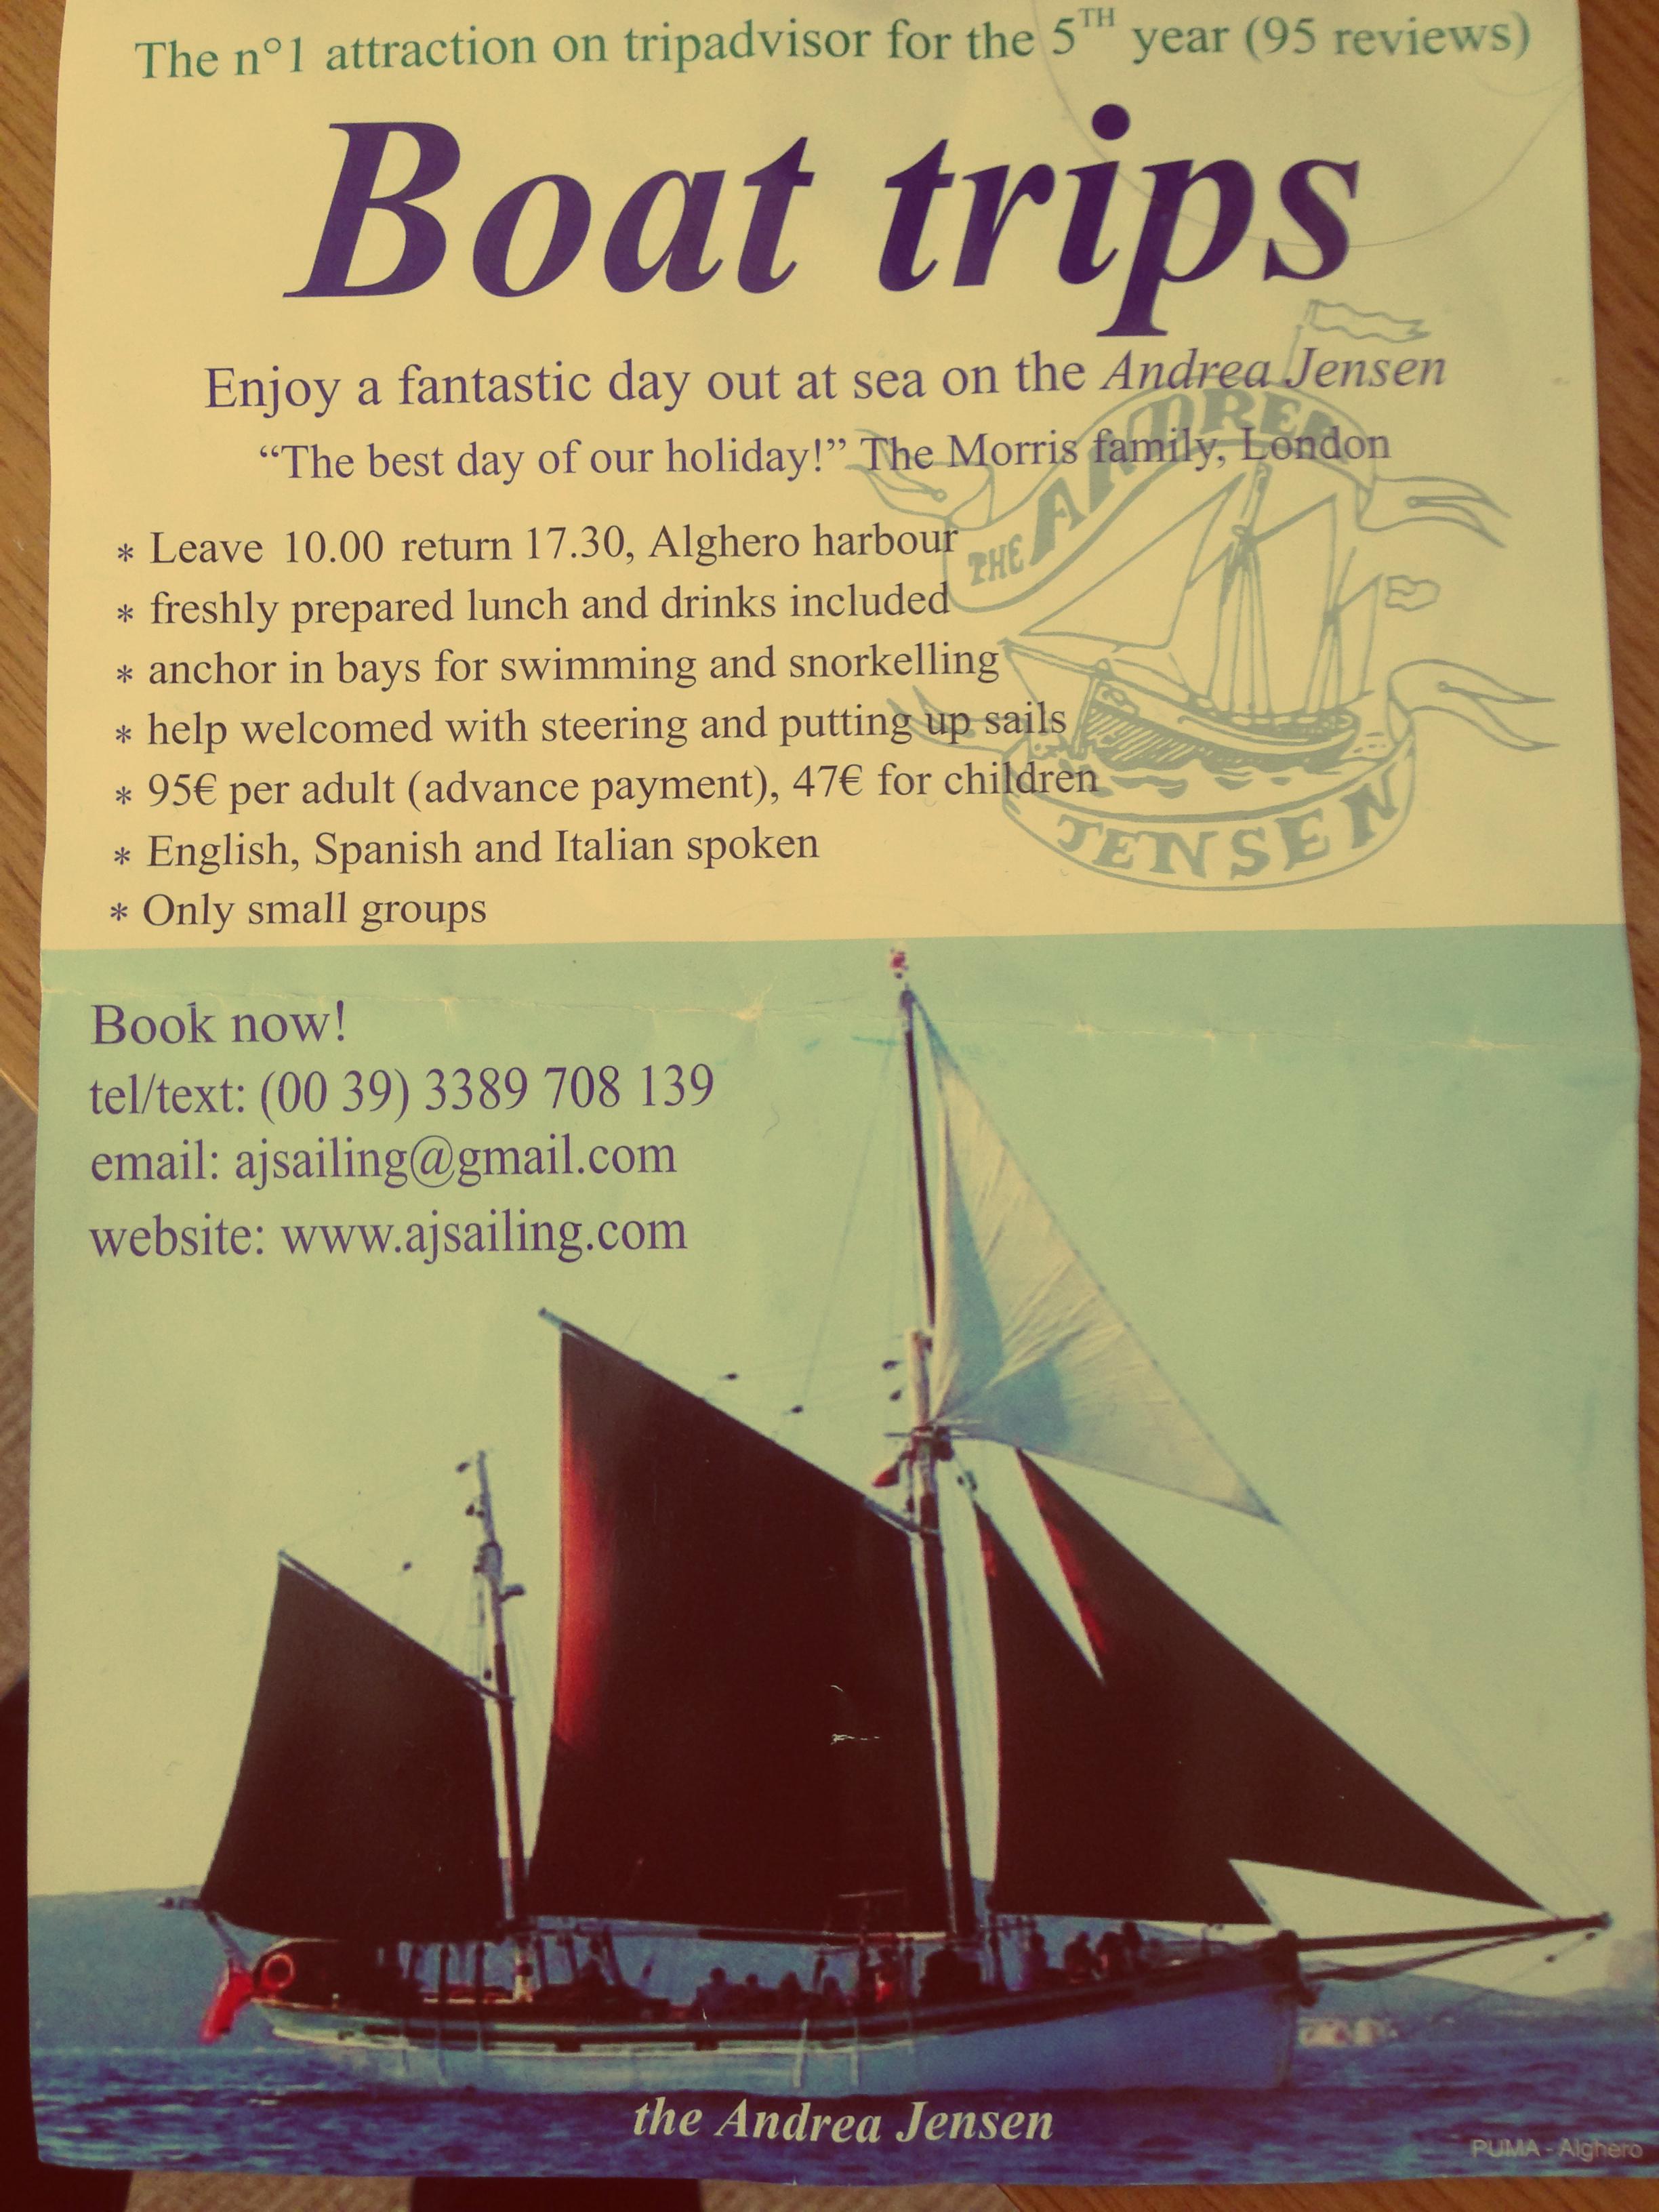 The n°1 attraction on tripadvisor for the 5TH year (95 reviews)
Boat trips
Enjoy a fantastic day out at sea on the Andrea Jensen
“The best day of our holiday!” The Morris family, London
* Leave 10.00 return 17.30, Alghero harbour
* freshly prepared lunch and drinks included
* anchor in bays for swimming and snorkelling
* help welcomed with steering and putting up sails
* 95€ per adult (advance payment), 47€ for children
* English, Spanish and Italian spoken
* Only small groups
THE ANDREA
JENSEN
Book now!
tel/text: (00 39) 3389 708 139
email: ajsailing@gmail.com
website: www.ajsailing.com
the Andrea Jensen
PUMA - Alghero